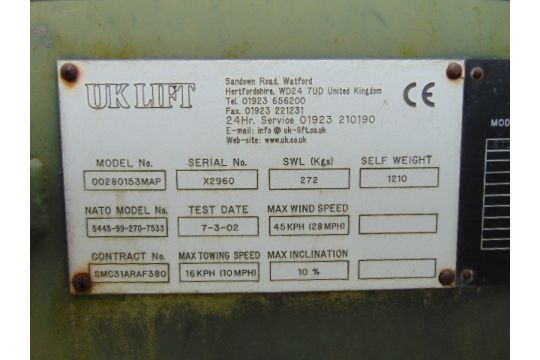 UK LIFT
Sandown Road, Watford
Hertfordshire, WD24 7UD United Kingdom
Tel. 01923 656200
Fax. 01923 221231
24Hr. Service 01923 210190
E-mail: info @ uk-lift.co.uk
Web-site: www.uk.co.uk
CE
MODEL No. SERIAL No. SWL (Kgs) SELF WEIGHT
00280153MAP X2960 272 1210
NATO MODEL No. TEST DATE MAX WIND SPEED
5445-99-270-7533 7-3-02 45 KPH (28 MPH)
CONTRACT No. MAX TOWING SPEED MAX INCLINATION
SMC31ARAF380 16 KPH (10 MPH) 10 %
MOD